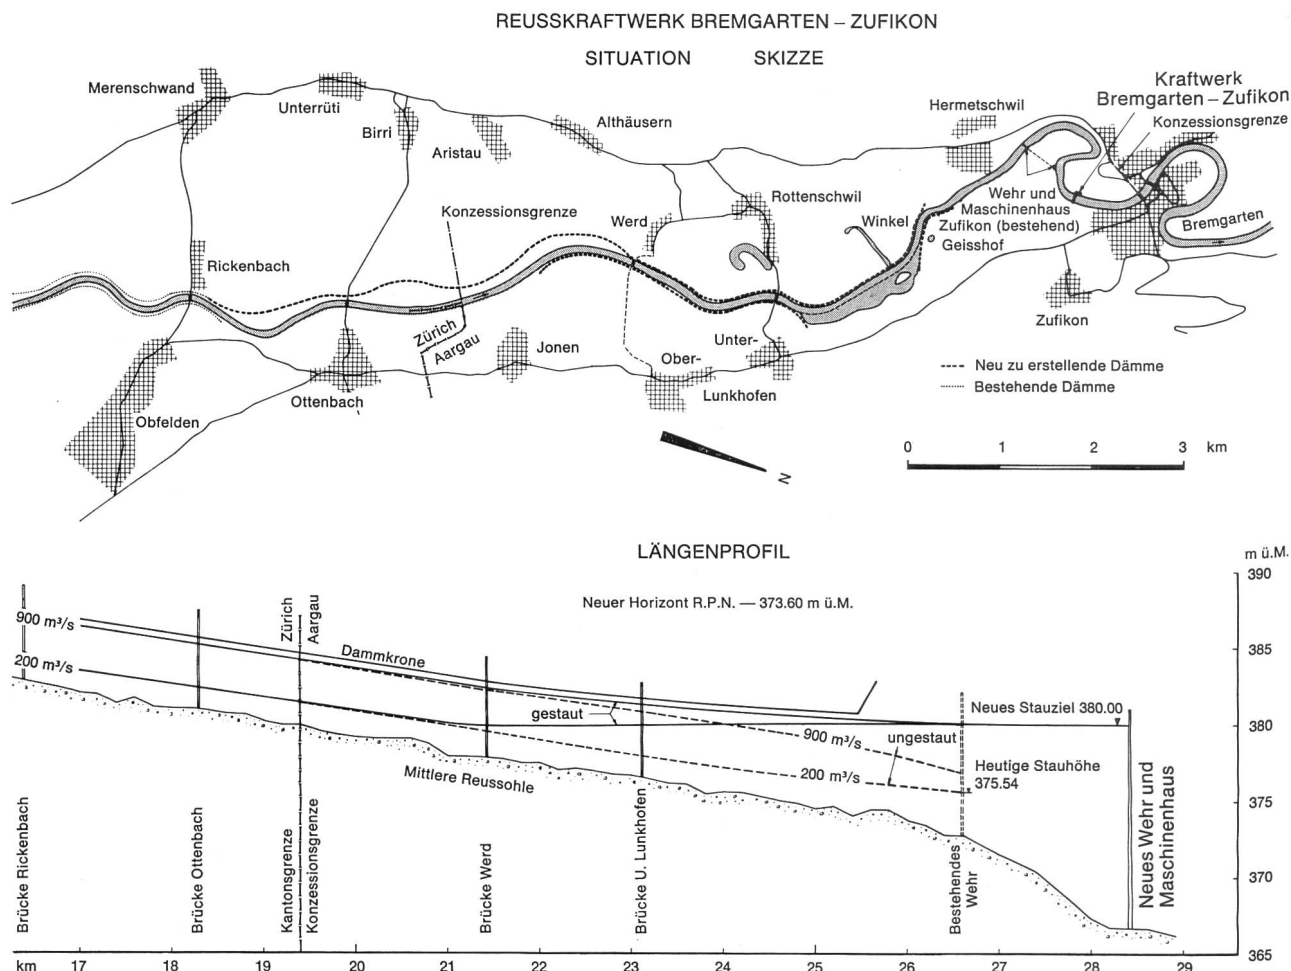 REUSSKRAFTWERK BREMGARTEN – ZUFIKON
SITUATION SKIZZE
Merenschwand
Unterrüti
Birri
Aristau
Althäusern
Hermetschwil
Kraftwerk
Bremgarten – Zufikon
Konzessionsgrenze
Rickenbach
Konzessionsgrenze
Werd
Rottenschwil
Winkel
Wehr und
Maschinenhaus
Zufikon (bestehend)
Geisshof
Bremgarten
Zufikon
Zürich
Aargau
Jonen
Unter-
Ober-
Lunkhofen
Ottenbach
Obfelden
Neu zu erstellende Dämme
Bestehende Dämme
N
0 1 2 3 km
LÄNGENPROFIL
m ü.M.
Neuer Horizont R.P.N. — 373.60 m ü.M.
390
385
380
375
370
365
900 m³/s
200 m³/s
Zürich
Aargau
Dammkrone
gestaut
Neues Stauziel 380.00
900 m³/s
ungestaut
200 m³/s
Heutige Stauhöhe
375.54
Mittlere Reussohle
Brücke Rickenbach
Brücke Ottenbach
Kantonsgrenze
Konzessionsgrenze
Brücke Werd
Brücke U. Lunkhofen
Bestehendes
Wehr
Neues Wehr und
Maschinenhaus
km 17 18 19 20 21 22 23 24 25 26 27 28 29